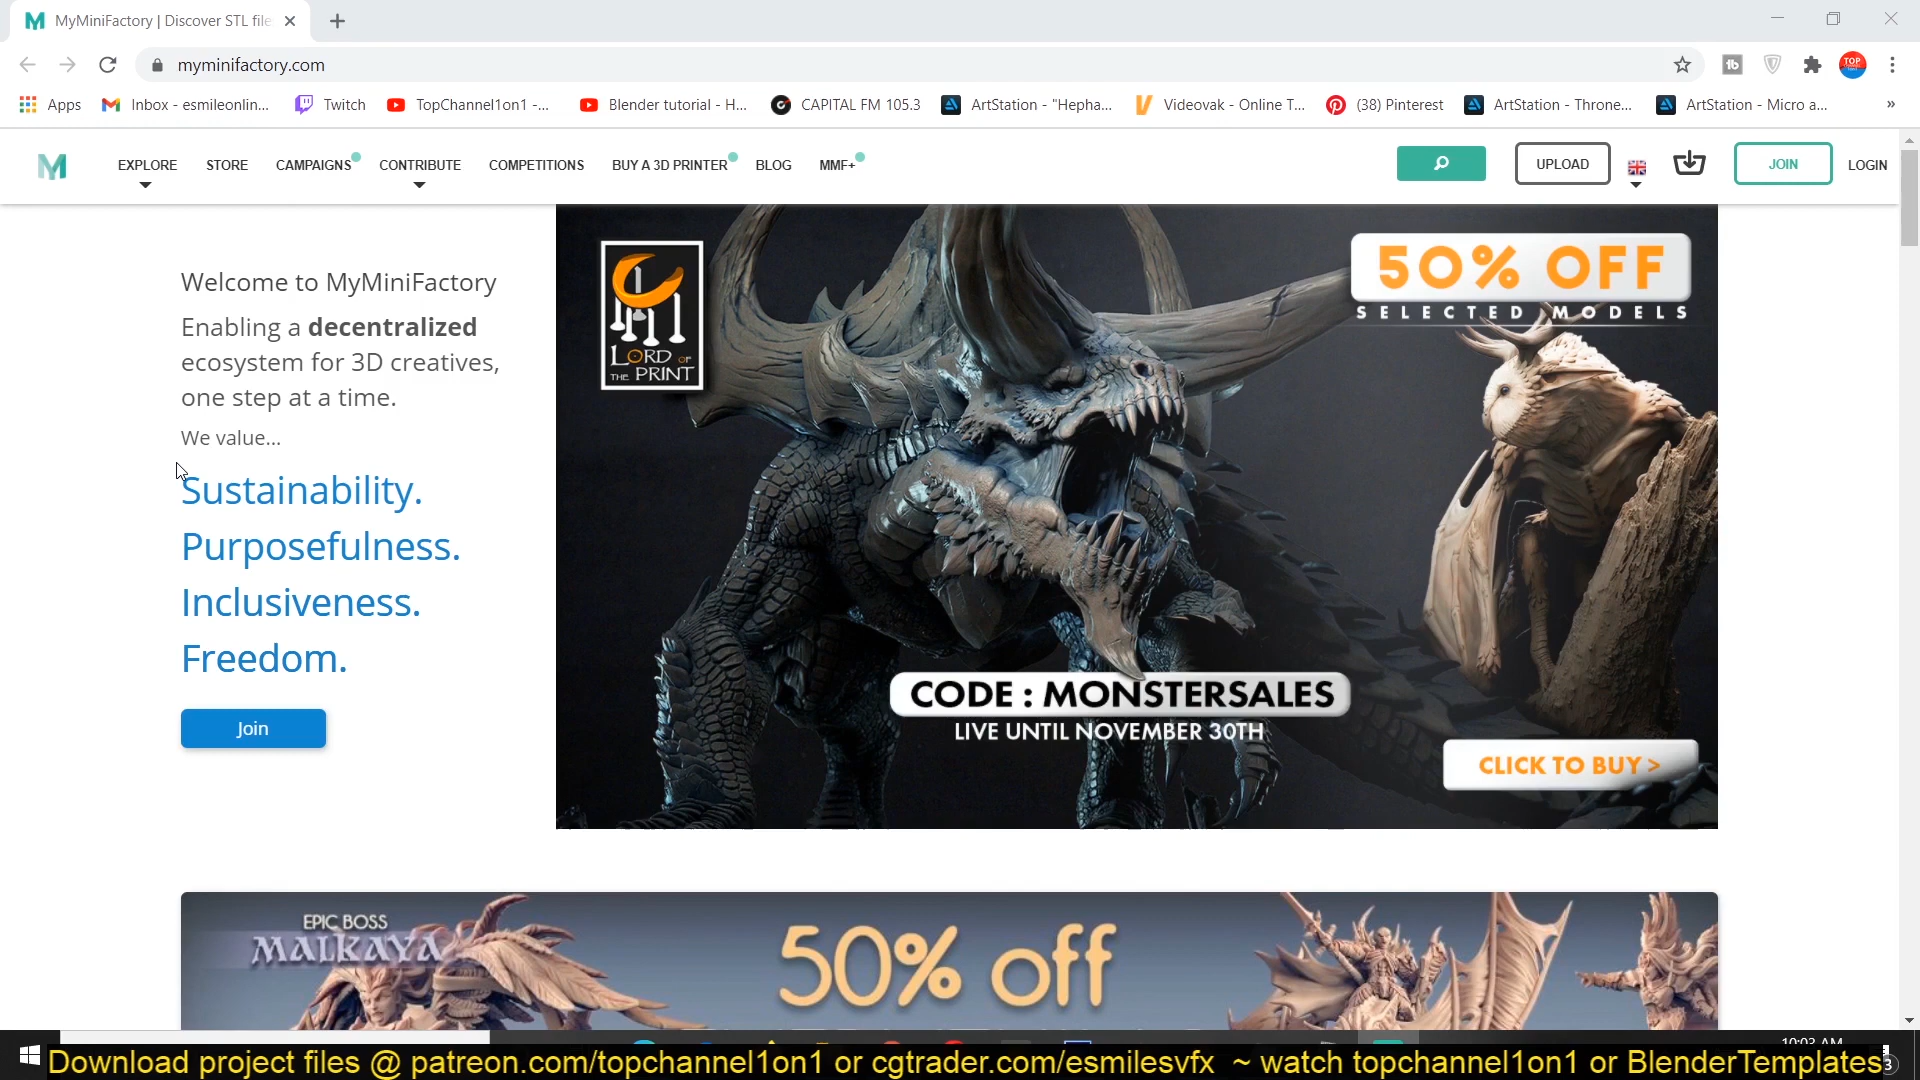 MyMiniFactory | Discover STL file
myminifactory.com
TOP
Apps
Inbox - esmileonlin...
Twitch
TopChannel1on1 -...
Blender tutorial - H...
CAPITAL FM 105.3
ArtStation - "Hepha...
Videovak - Online T...
(38) Pinterest
ArtStation - Throne...
ArtStation - Micro a...
»
EXPLORE
STORE
CAMPAIGNS
CONTRIBUTE
COMPETITIONS
BUY A 3D PRINTER
BLOG
MMF+
UPLOAD
JOIN
LOGIN
Welcome to MyMiniFactory
Enabling a decentralized
ecosystem for 3D creatives,
one step at a time.
We value...
Sustainability.
Purposefulness.
Inclusiveness.
Freedom.
Join
LORD OF
THE PRINT
50% OFF
SELECTED MODELS
CODE : MONSTERSALES
LIVE UNTIL NOVEMBER 30TH
CLICK TO BUY >
EPIC BOSS
MALKAYA
50% off
10:03 AM
Download project files @ patreon.com/topchannel1on1 or cgtrader.com/esmilesvfx ~ watch topchannel1on1 or BlenderTemplates
3